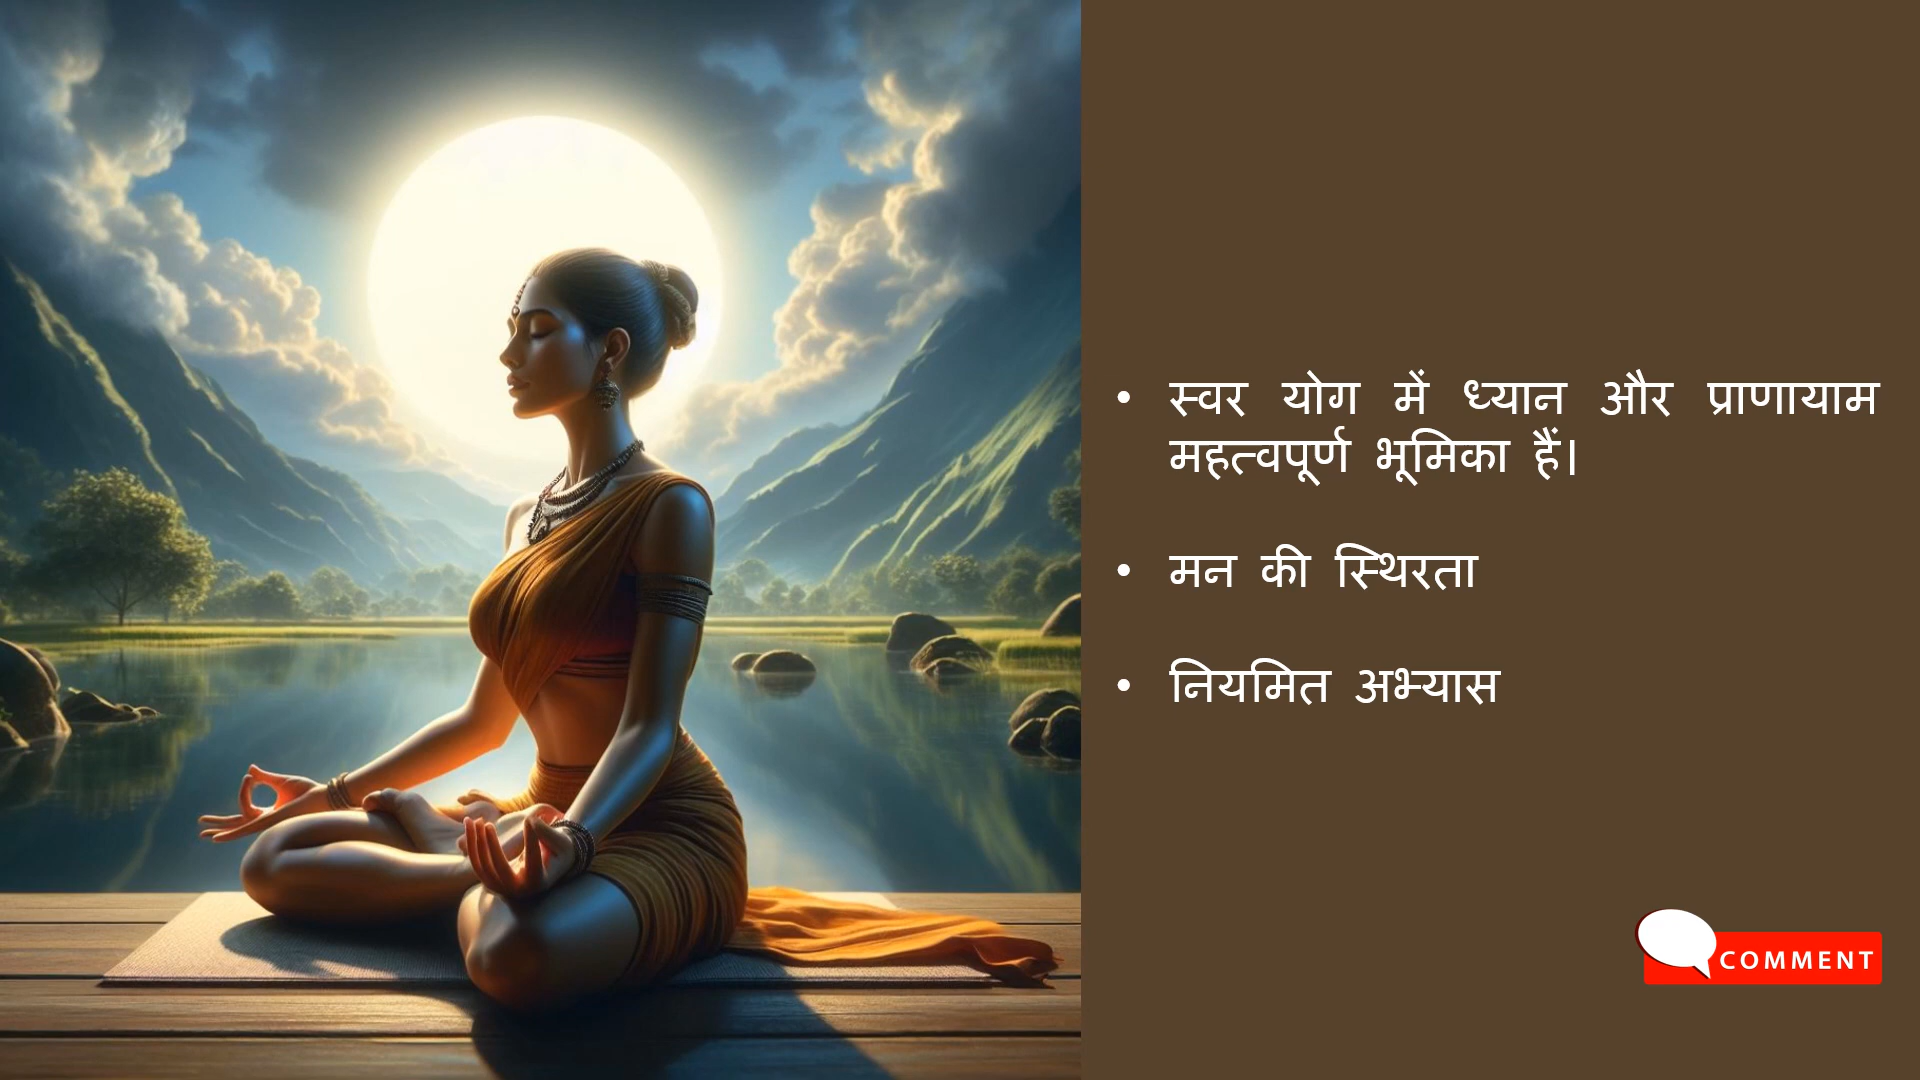 • स्वर योग में ध्यान और प्राणायाम
महत्वपूर्ण भूमिका हैं।
• मन की स्थिरता
• नियमित अभ्यास
COMMENT